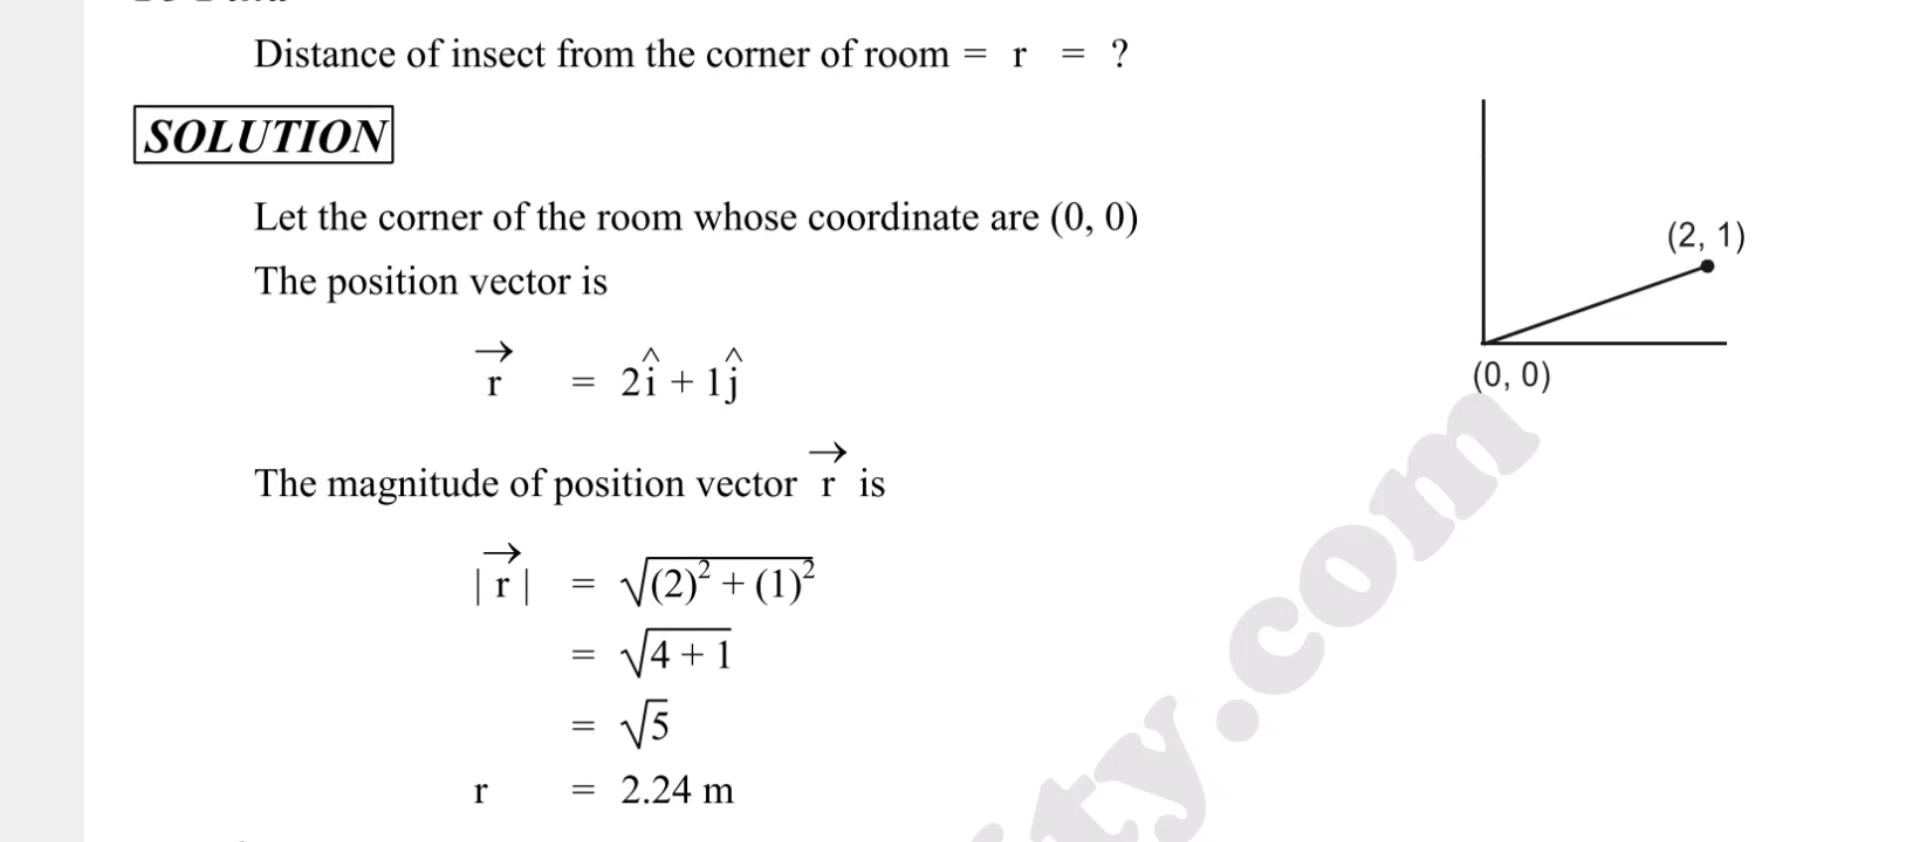 Distance of insect from the corner of room = r = ?
SOLUTION
Let the corner of the room whose coordinate are (0, 0)
(2, 1)
The position vector is
(0, 0)
r⃗ = 2î + 1ĵ
The magnitude of position vector r⃗ is
|r⃗| = √((2)² + (1)²)
= √(4 + 1)
= √5
r = 2.24 m
ty.com